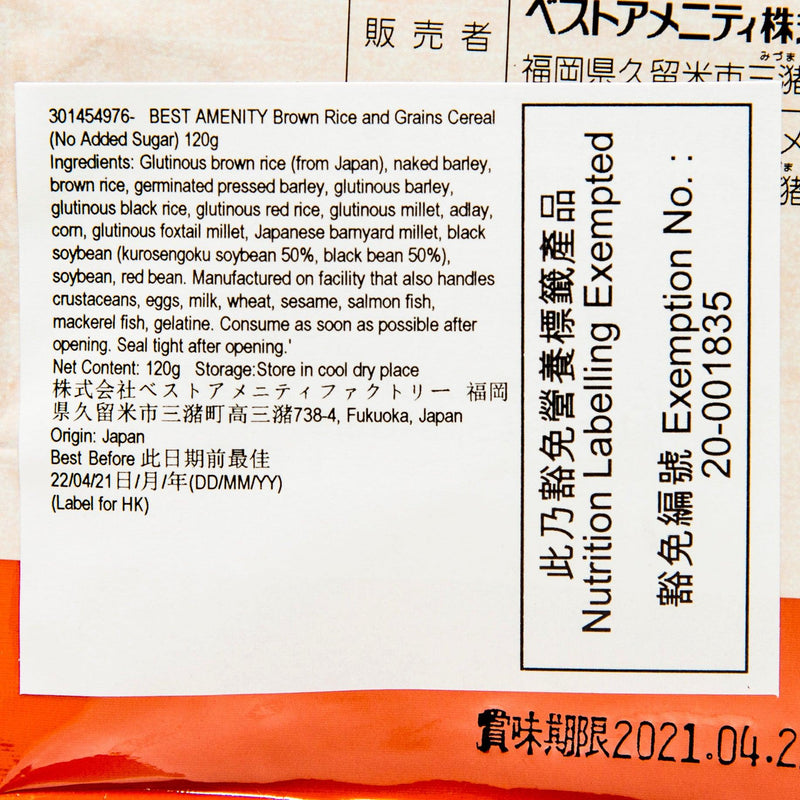 販売者
ベストアメニティ株
みづま
福岡県久留米市三潴
301454976- BEST AMENITY Brown Rice and Grains Cereal
(No Added Sugar) 120g
Ingredients: Glutinous brown rice (from Japan), naked barley,
brown rice, germinated pressed barley, glutinous barley,
glutinous black rice, glutinous red rice, glutinous millet, adlay,
corn, glutinous foxtail millet, Japanese barnyard millet, black
soybean (kurosengoku soybean 50%, black bean 50%),
soybean, red bean. Manufactured on facility that also handles
crustaceans, eggs, milk, wheat, sesame, salmon fish,
mackerel fish, gelatine. Consume as soon as possible after
opening. Seal tight after opening.'
Net Content: 120g Storage:Store in cool dry place
株式会社ベストアメニティファクトリー 福岡
県久留米市三潴町高三潴738-4, Fukuoka, Japan
Origin: Japan
Best Before 此日期前最佳
22/04/21日/月/年(DD/MM/YY)
(Label for HK)
此乃豁免營養標籤產品
Nutrition Labelling Exempted
豁免編號 Exemption No. :
20-001835
賞味期限2021.04.2